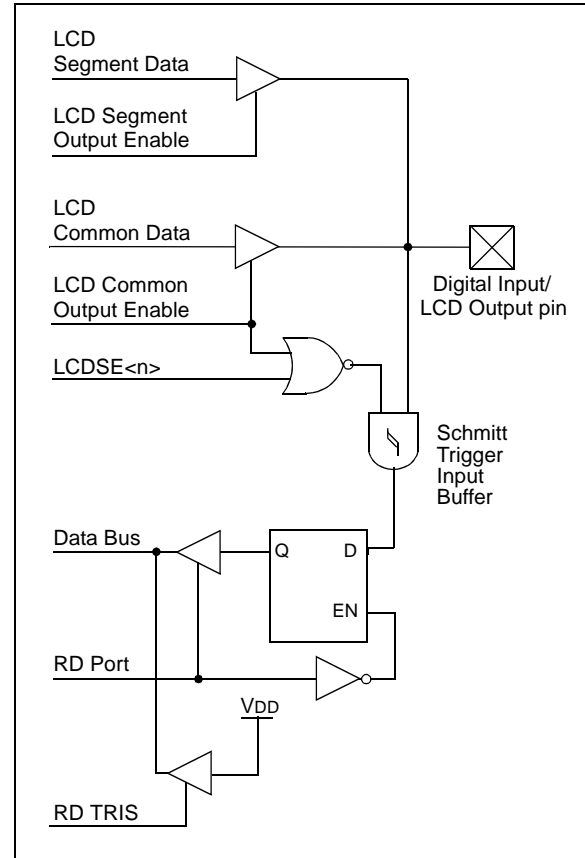 LCD
Segment Data
LCD Segment
Output Enable
LCD
Common Data
LCD Common
Output Enable
LCDSE<n>
Digital Input/
LCD Output pin
Schmitt
Trigger
Input
Buffer
Data Bus
Q
D
EN
RD Port
VDD
RD TRIS